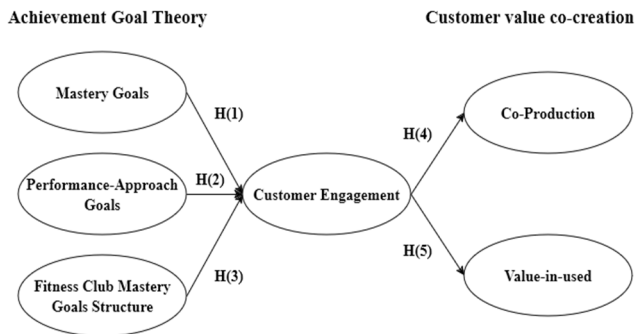 Achievement Goal Theory
Customer value co-creation
Mastery Goals
H(1)
Performance-Approach
Goals
H(2)
Fitness Club Mastery
Goals Structure
H(3)
Customer Engagement
H(4)
Co-Production
H(5)
Value-in-used